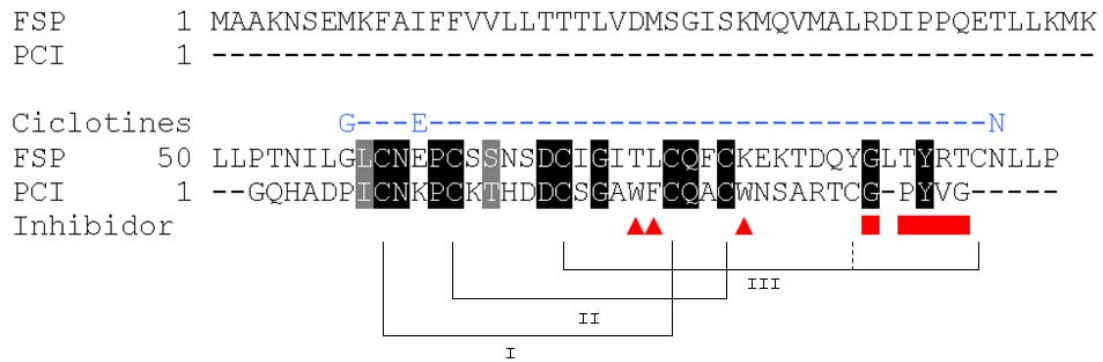 FSP 1 MAAKNSEMKFAIFFVVLLTTTLVDMSGISKMQVMALRDIPPQETLLKMK
PCI 1 -------------------------------------------------
Ciclotines G---E-------------------------------N
FSP 50 LLPTNILGLCNEPCSSNSDCIGITLCQFCKEKTDQYGLTYRTCNLLP
PCI 1 --GQHADPICNKPCKTHDDCSGAWFCQACWNSARTCG-PYVG-----
Inhibidor
III
II
I